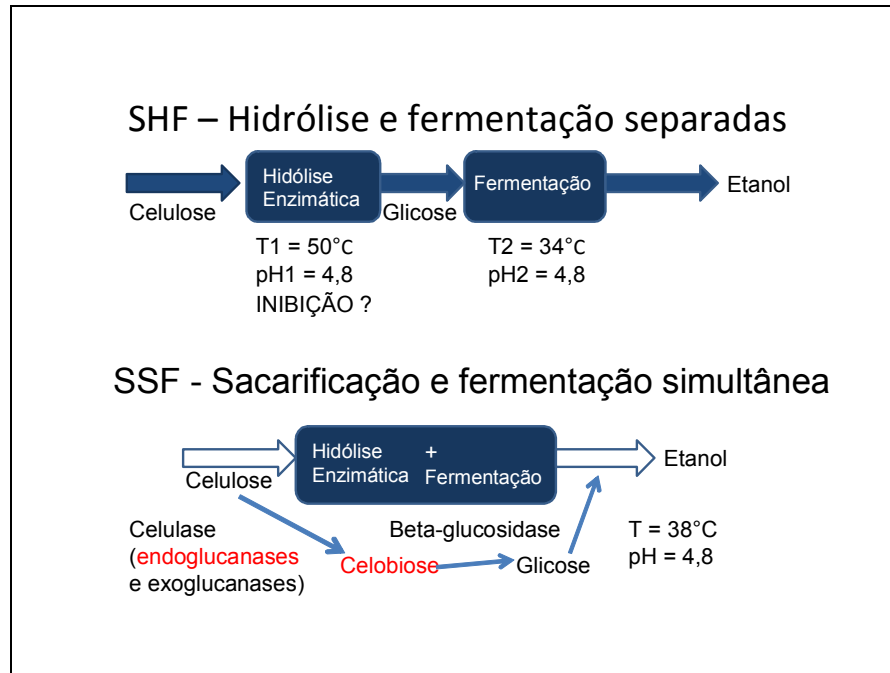 SHF – Hidrólise e fermentação separadas
Hidólise
Enzimática
Fermentação
Etanol
Celulose
Glicose
T1 = 50°C
pH1 = 4,8
INIBIÇÃO ?
T2 = 34°C
pH2 = 4,8
SSF - Sacarificação e fermentação simultânea
Hidólise +
Enzimática Fermentação
Etanol
Celulose
Celulase
(endoglucanases
e exoglucanases)
Beta-glucosidase
Celobiose
Glicose
T = 38°C
pH = 4,8